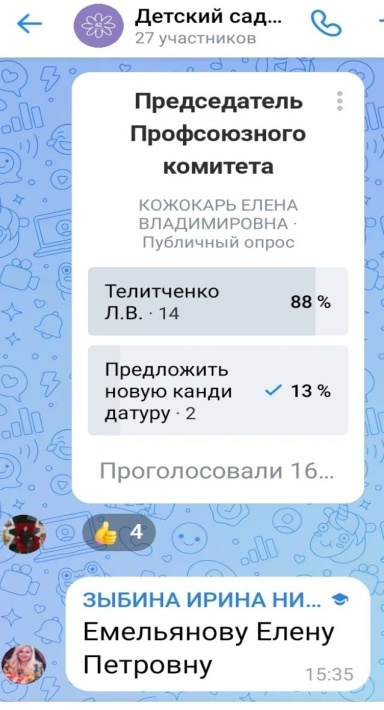 Детский сад...
27 участников
Председатель
Профсоюзного
комитета
КОЖОКАРЬ ЕЛЕНА
ВЛАДИМИРОВНА ·
Публичный опрос
Телитченко
Л.В. · 14
88 %
Предложить
новую канди
датуру · 2
13 %
Проголосовали 16...
4
ЗЫБИНА ИРИНА НИ...
Емельянову Елену
Петровну
15:35